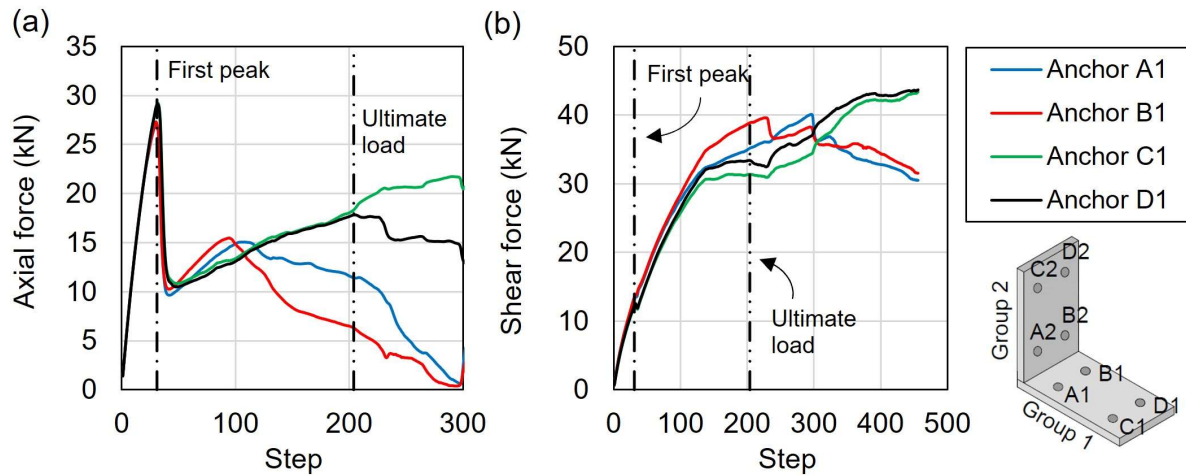 (a)
35
30
25
20
15
10
5
0
Axial force (kN)
First peak
Ultimate
load
0
100
200
300
Step
(b)
50
40
30
20
10
0
Shear force (kN)
First peak
Ultimate
load
0
100
200
300
400
500
Step
Anchor A1
Anchor B1
Anchor C1
Anchor D1
D2
C2
B2
A2
Group 2
B1
A1
D1
C1
Group 1